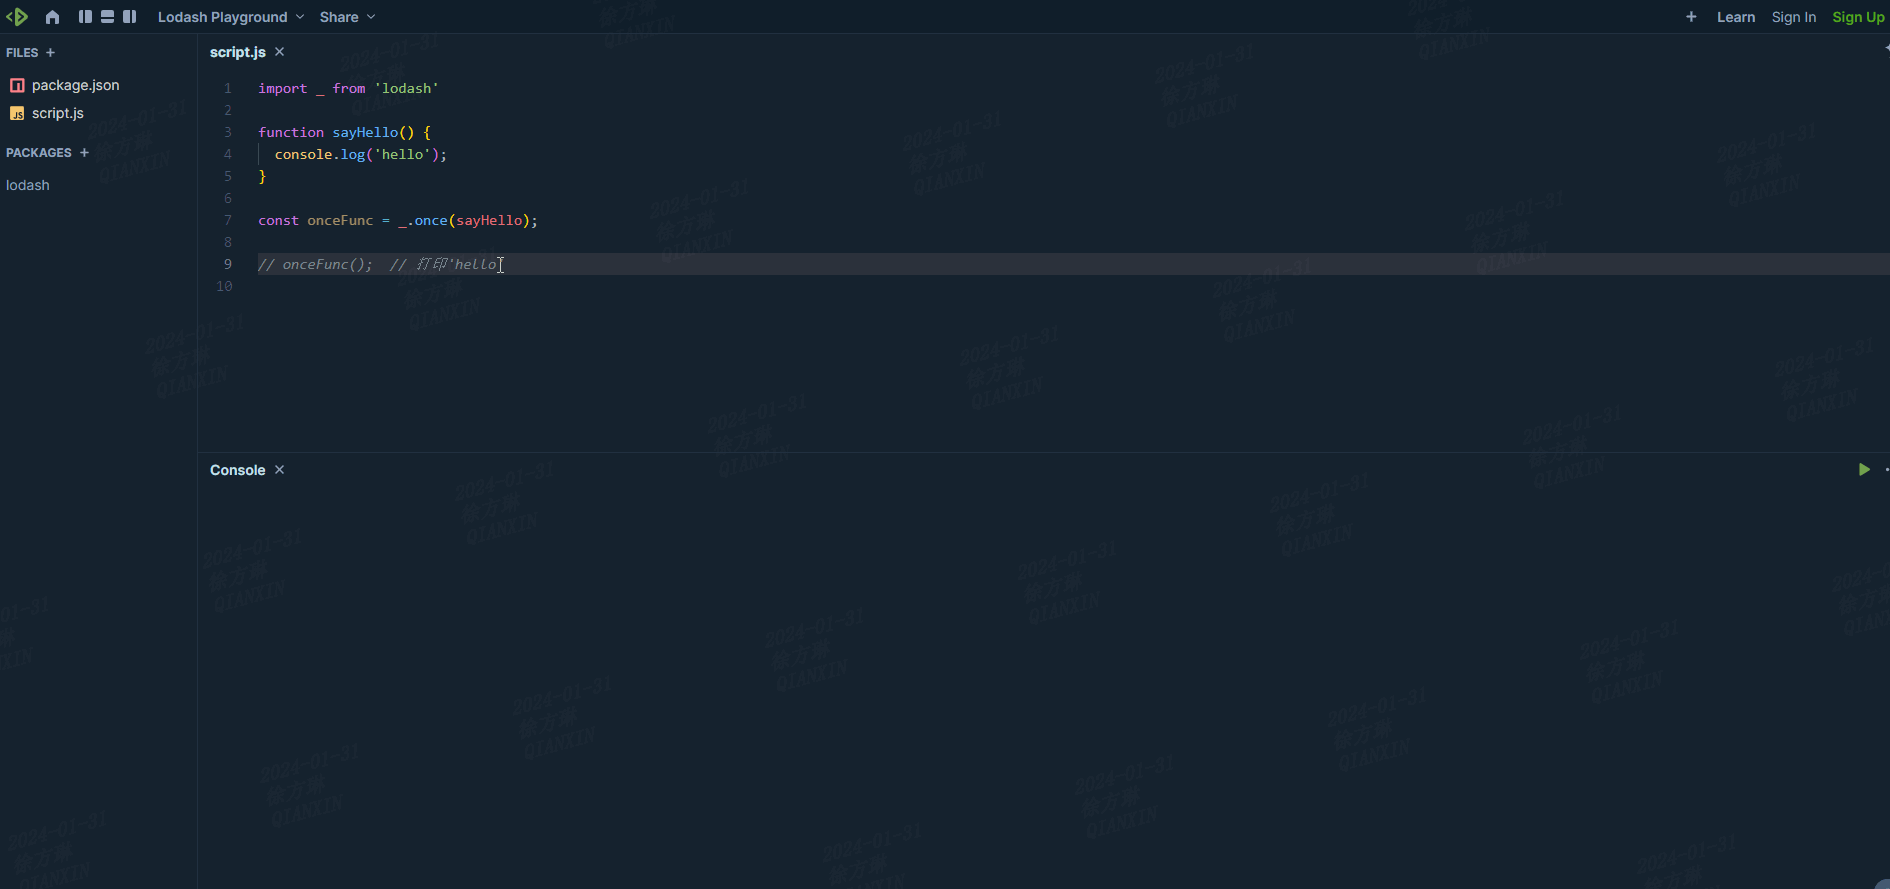 Lodash Playground Share + Learn Sign In Sign Up
FILES +
package.json
script.js
PACKAGES +
lodash
script.js ×
1 import _ from 'lodash'
2
3 function sayHello() {
4 console.log('hello');
5 }
6
7 const onceFunc = _.once(sayHello);
8
9 // onceFunc(); // 打印'hello
10
Console ×
2024-01-31
徐方琳
QIANXIN